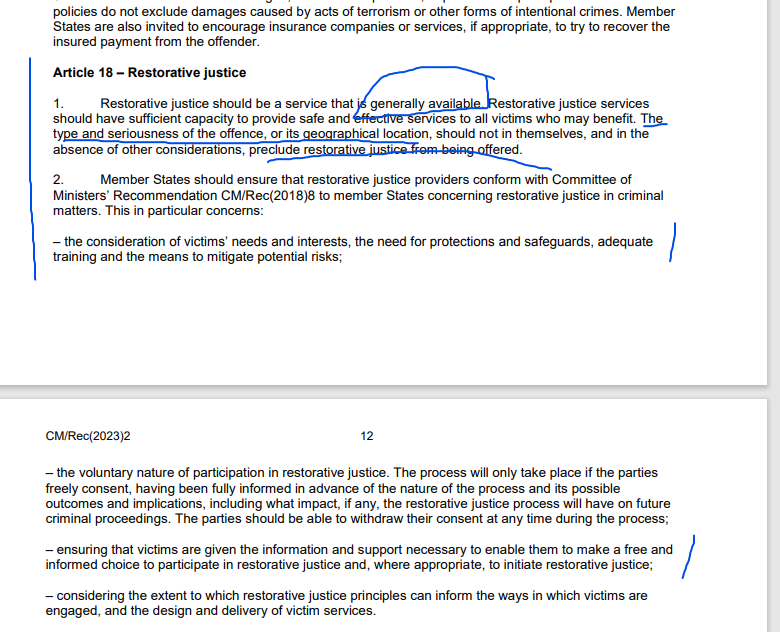 policies do not exclude damages caused by acts of terrorism or other forms of intentional crimes. Member
States are also invited to encourage insurance companies or services, if appropriate, to try to recover the
insured payment from the offender.
Article 18 – Restorative justice
1. Restorative justice should be a service that is generally available. Restorative justice services
should have sufficient capacity to provide safe and effective services to all victims who may benefit. The
type and seriousness of the offence, or its geographical location, should not in themselves, and in the
absence of other considerations, preclude restorative justice from being offered.
2. Member States should ensure that restorative justice providers conform with Committee of
Ministers’ Recommendation CM/Rec(2018)8 to member States concerning restorative justice in criminal
matters. This in particular concerns:
– the consideration of victims’ needs and interests, the need for protections and safeguards, adequate
training and the means to mitigate potential risks;
CM/Rec(2023)2 12
– the voluntary nature of participation in restorative justice. The process will only take place if the parties
freely consent, having been fully informed in advance of the nature of the process and its possible
outcomes and implications, including what impact, if any, the restorative justice process will have on future
criminal proceedings. The parties should be able to withdraw their consent at any time during the process;
– ensuring that victims are given the information and support necessary to enable them to make a free and
informed choice to participate in restorative justice and, where appropriate, to initiate restorative justice;
– considering the extent to which restorative justice principles can inform the ways in which victims are
engaged, and the design and delivery of victim services.